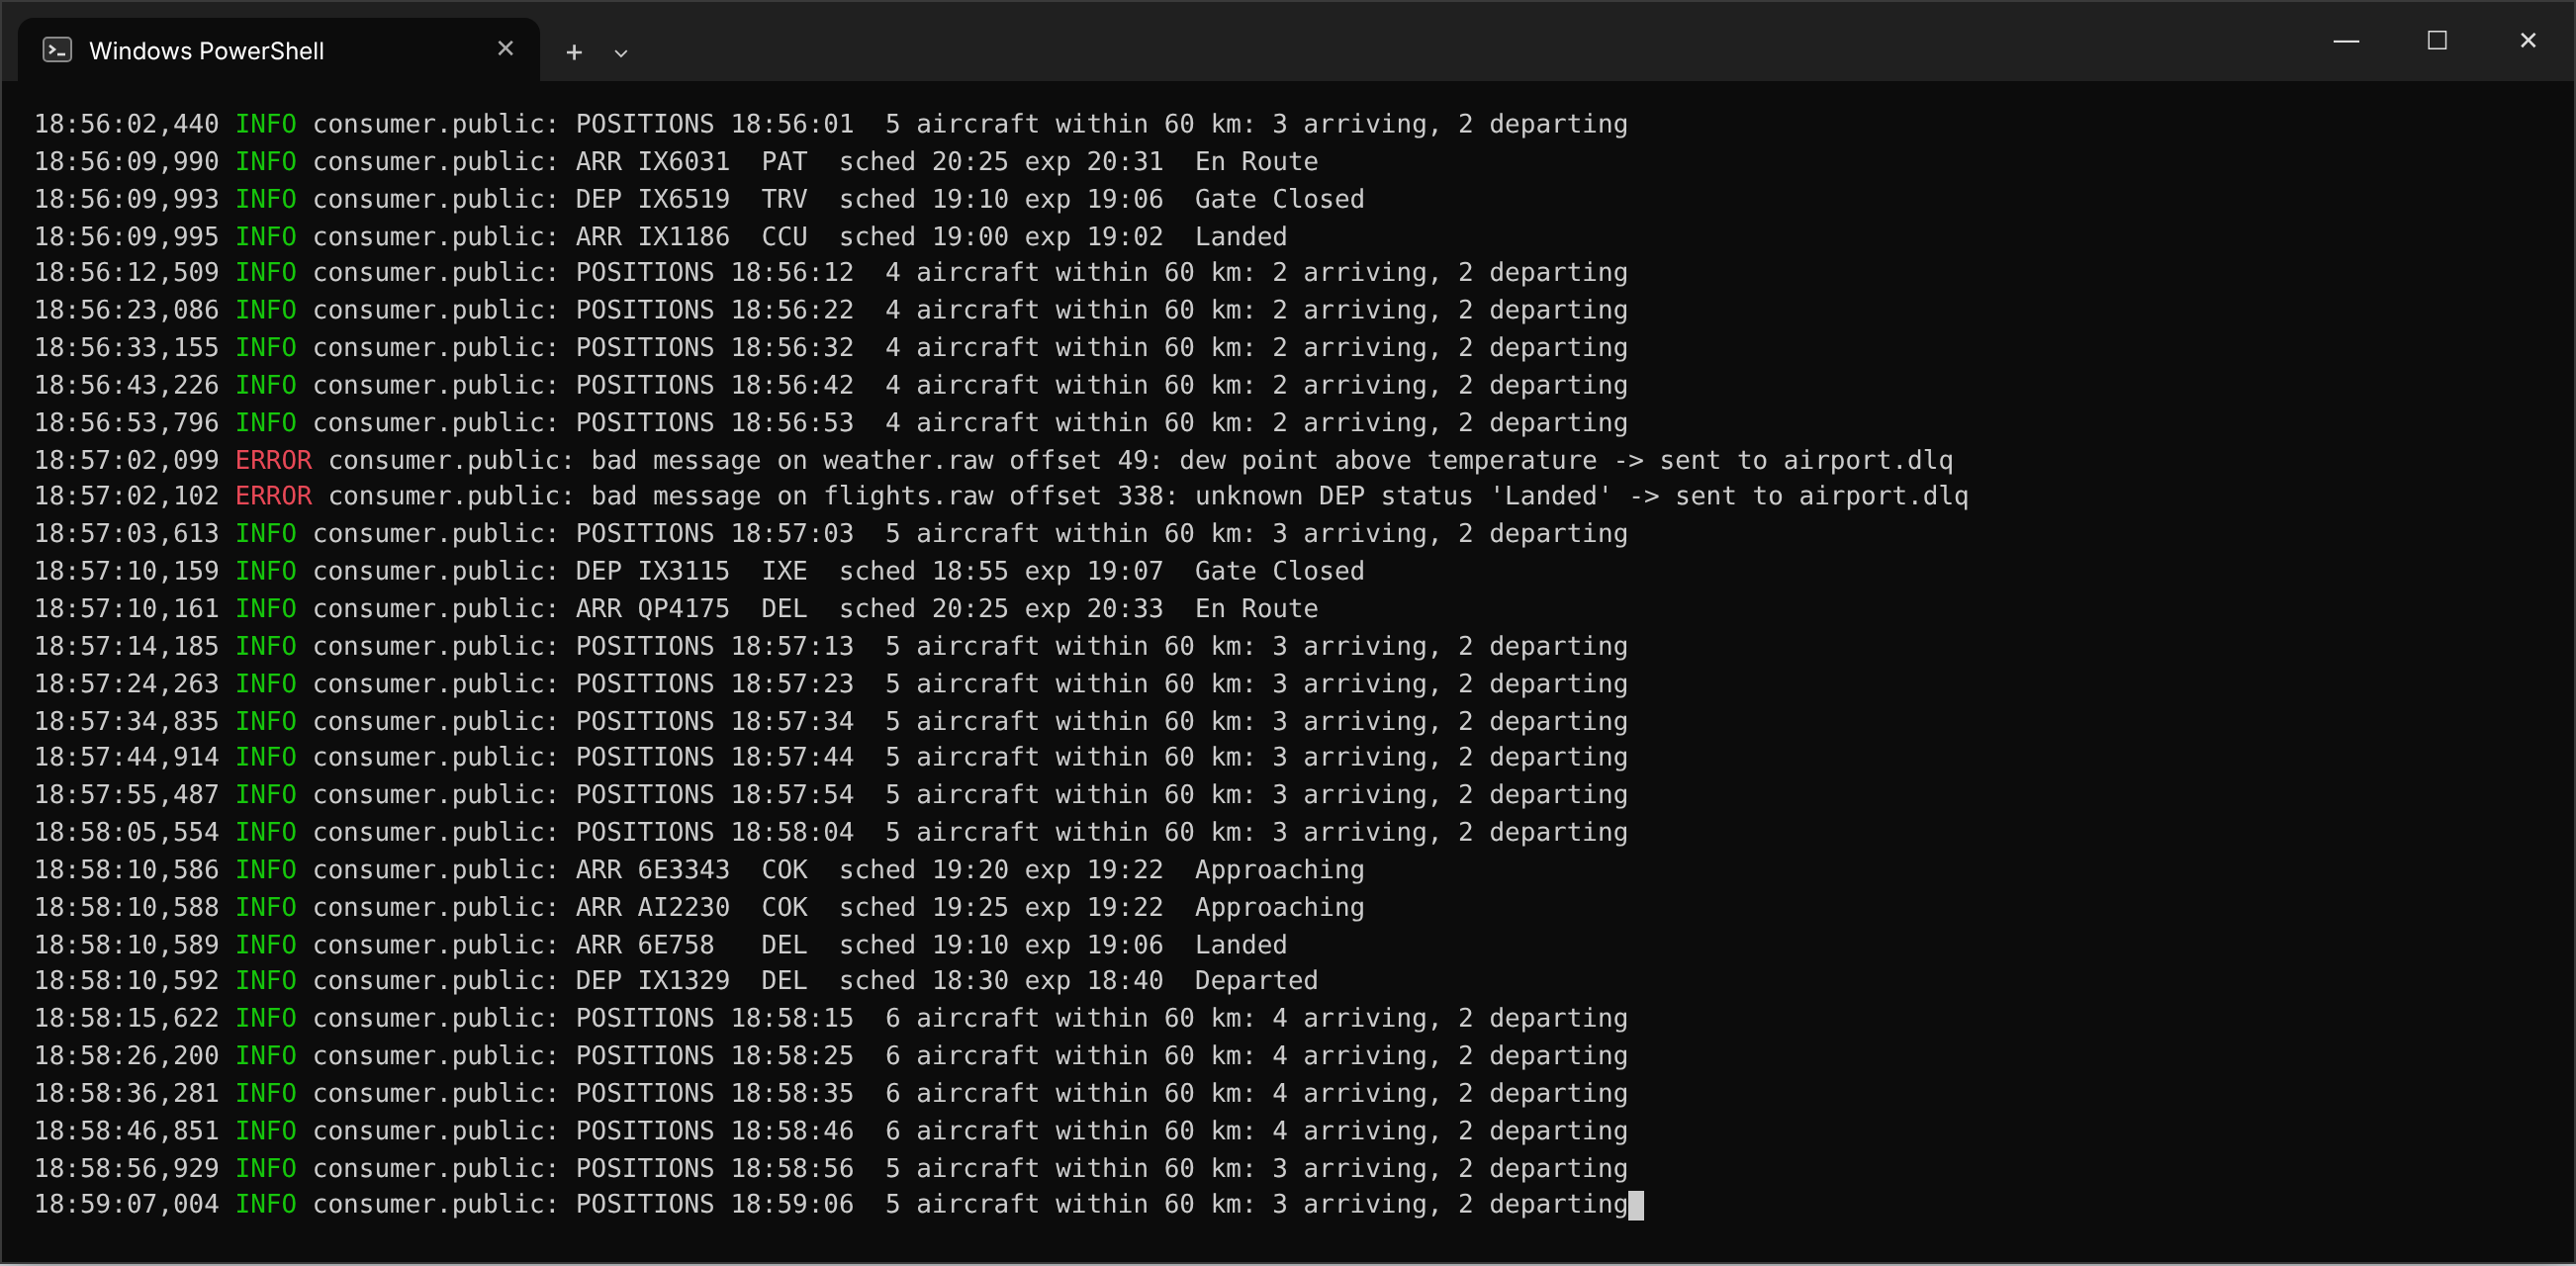 Windows PowerShell
18:56:02,440 INFO consumer.public: POSITIONS 18:56:01  5 aircraft within 60 km: 3 arriving, 2 departing
18:56:09,990 INFO consumer.public: ARR IX6031  PAT  sched 20:25 exp 20:31  En Route
18:56:09,993 INFO consumer.public: DEP IX6519  TRV  sched 19:10 exp 19:06  Gate Closed
18:56:09,995 INFO consumer.public: ARR IX1186  CCU  sched 19:00 exp 19:02  Landed
18:56:12,509 INFO consumer.public: POSITIONS 18:56:12  4 aircraft within 60 km: 2 arriving, 2 departing
18:56:23,086 INFO consumer.public: POSITIONS 18:56:22  4 aircraft within 60 km: 2 arriving, 2 departing
18:56:33,155 INFO consumer.public: POSITIONS 18:56:32  4 aircraft within 60 km: 2 arriving, 2 departing
18:56:43,226 INFO consumer.public: POSITIONS 18:56:42  4 aircraft within 60 km: 2 arriving, 2 departing
18:56:53,796 INFO consumer.public: POSITIONS 18:56:53  4 aircraft within 60 km: 2 arriving, 2 departing
18:57:02,099 ERROR consumer.public: bad message on weather.raw offset 49: dew point above temperature -> sent to airport.dlq
18:57:02,102 ERROR consumer.public: bad message on flights.raw offset 338: unknown DEP status 'Landed' -> sent to airport.dlq
18:57:03,613 INFO consumer.public: POSITIONS 18:57:03  5 aircraft within 60 km: 3 arriving, 2 departing
18:57:10,159 INFO consumer.public: DEP IX3115  IXE  sched 18:55 exp 19:07  Gate Closed
18:57:10,161 INFO consumer.public: ARR QP4175  DEL  sched 20:25 exp 20:33  En Route
18:57:14,185 INFO consumer.public: POSITIONS 18:57:13  5 aircraft within 60 km: 3 arriving, 2 departing
18:57:24,263 INFO consumer.public: POSITIONS 18:57:23  5 aircraft within 60 km: 3 arriving, 2 departing
18:57:34,835 INFO consumer.public: POSITIONS 18:57:34  5 aircraft within 60 km: 3 arriving, 2 departing
18:57:44,914 INFO consumer.public: POSITIONS 18:57:44  5 aircraft within 60 km: 3 arriving, 2 departing
18:57:55,487 INFO consumer.public: POSITIONS 18:57:54  5 aircraft within 60 km: 3 arriving, 2 departing
18:58:05,554 INFO consumer.public: POSITIONS 18:58:04  5 aircraft within 60 km: 3 arriving, 2 departing
18:58:10,586 INFO consumer.public: ARR 6E3343  COK  sched 19:20 exp 19:22  Approaching
18:58:10,588 INFO consumer.public: ARR AI2230  COK  sched 19:25 exp 19:22  Approaching
18:58:10,589 INFO consumer.public: ARR 6E758   DEL  sched 19:10 exp 19:06  Landed
18:58:10,592 INFO consumer.public: DEP IX1329  DEL  sched 18:30 exp 18:40  Departed
18:58:15,622 INFO consumer.public: POSITIONS 18:58:15  6 aircraft within 60 km: 4 arriving, 2 departing
18:58:26,200 INFO consumer.public: POSITIONS 18:58:25  6 aircraft within 60 km: 4 arriving, 2 departing
18:58:36,281 INFO consumer.public: POSITIONS 18:58:35  6 aircraft within 60 km: 4 arriving, 2 departing
18:58:46,851 INFO consumer.public: POSITIONS 18:58:46  6 aircraft within 60 km: 4 arriving, 2 departing
18:58:56,929 INFO consumer.public: POSITIONS 18:58:56  5 aircraft within 60 km: 3 arriving, 2 departing
18:59:07,004 INFO consumer.public: POSITIONS 18:59:06  5 aircraft within 60 km: 3 arriving, 2 departing